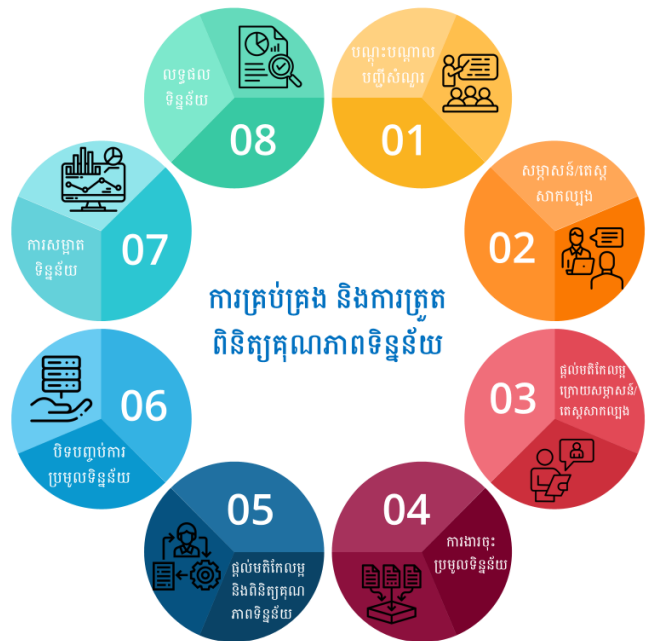 ការគ្រប់គ្រង និងការត្រួត
ពិនិត្យគុណភាពទិន្នន័យ
បណ្តុះបណ្តាល
បញ្ជីសំណួរ
01
សម្ភាសន៍/តេស្ត
សាកល្បង
02
ផ្តល់មតិកែលម្អ
ក្រោយសម្ភាសន៍/
តេស្តសាកល្បង
03
ការងារចុះ
ប្រមូលទិន្នន័យ
04
ផ្តល់មតិកែលម្អ
និងពិនិត្យគុណ
ភាពទិន្នន័យ
05
បិទបញ្ចប់ការ
ប្រមូលទិន្នន័យ
06
ការសម្អាត
ទិន្នន័យ
07
លទ្ធផល
ទិន្នន័យ
08